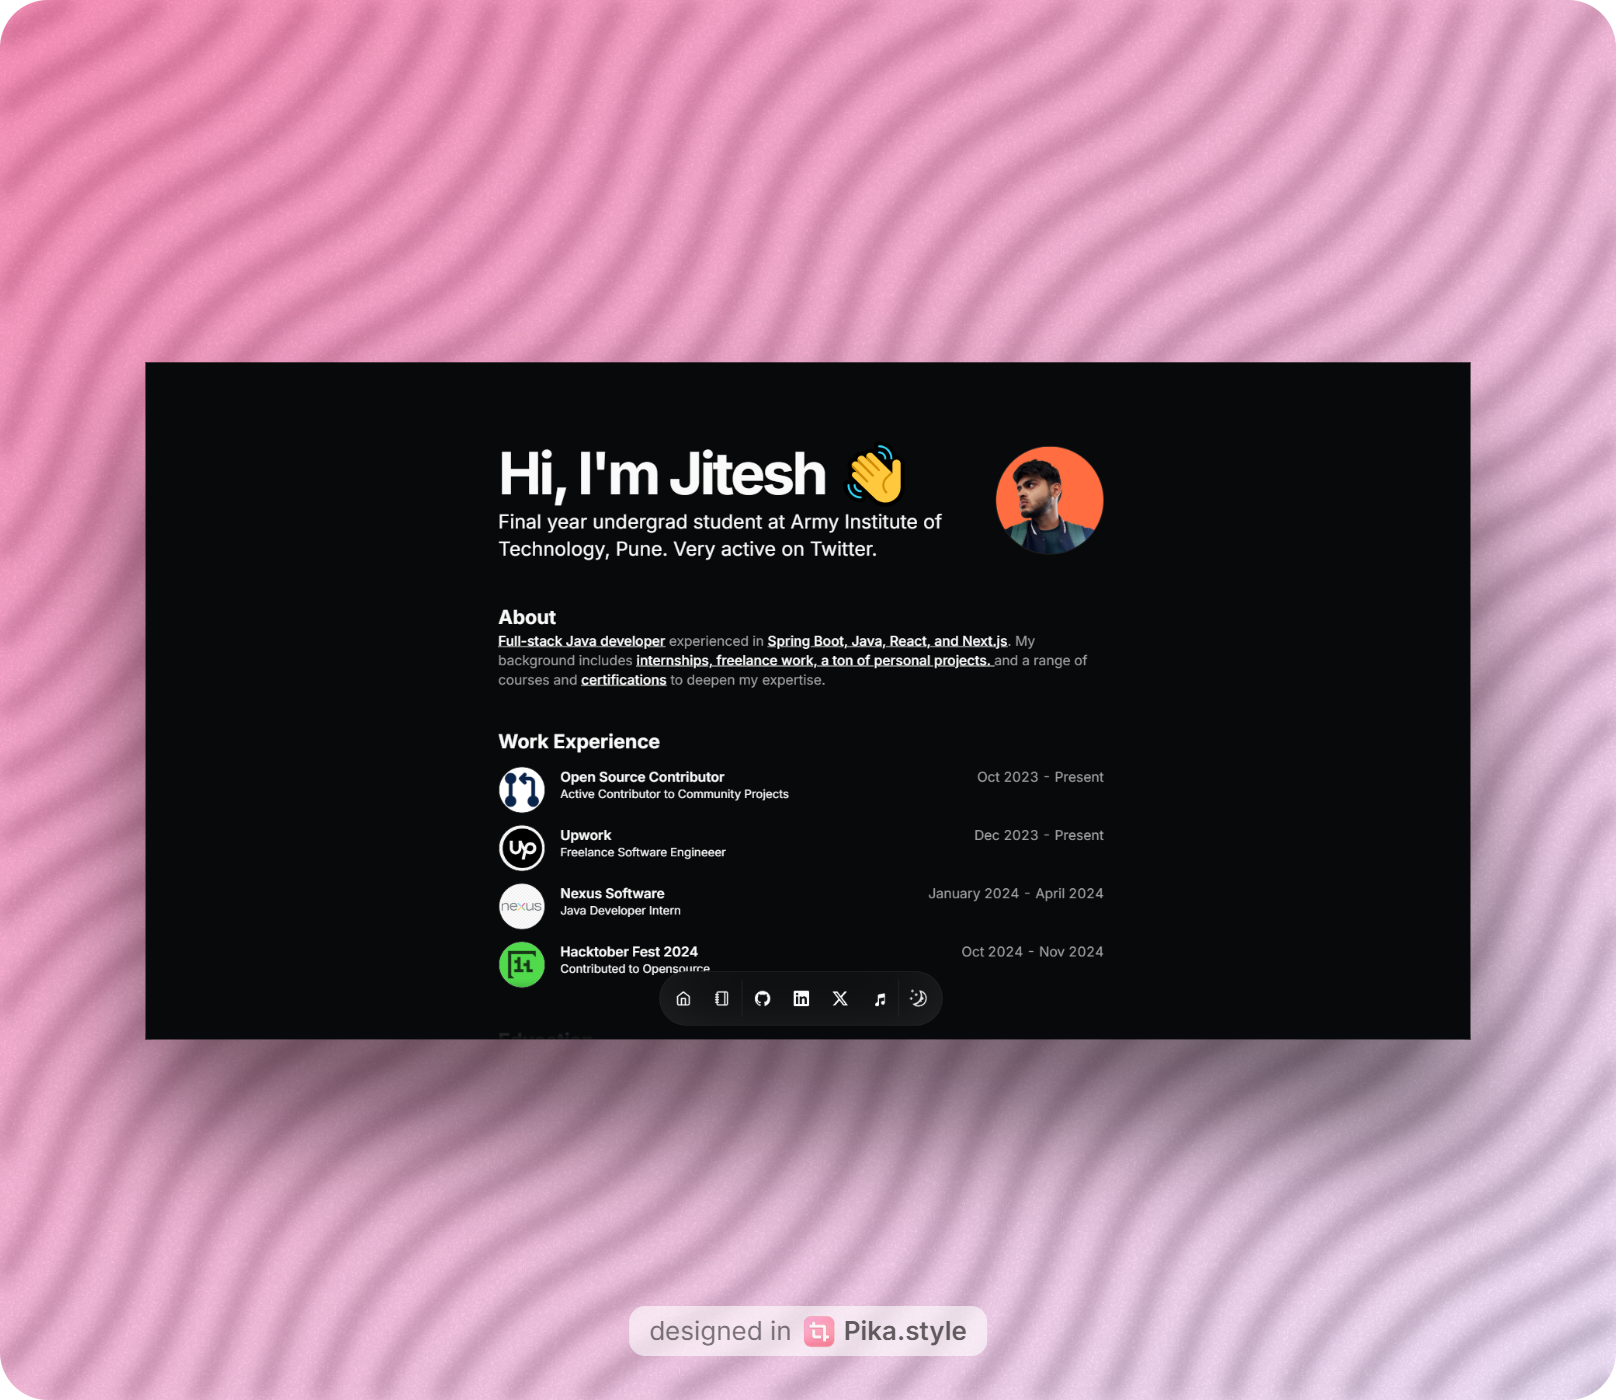 Hi, I'm Jitesh 👋
Final year undergrad student at Army Institute of
Technology, Pune. Very active on Twitter.
About
Full-stack Java developer experienced in Spring Boot, Java, React, and Next.js. My
background includes internships, freelance work, a ton of personal projects. and a range of
courses and certifications to deepen my expertise.
Work Experience
Open Source Contributor
Oct 2023 - Present
Active Contributor to Community Projects
Up
Upwork
Dec 2023 - Present
Freelance Software Engineeer
nexus
Nexus Software
January 2024 - April 2024
Java Developer Intern
Hacktober Fest 2024
Oct 2024 - Nov 2024
Contributed to Opensource
in
Education
designed in Pika.style